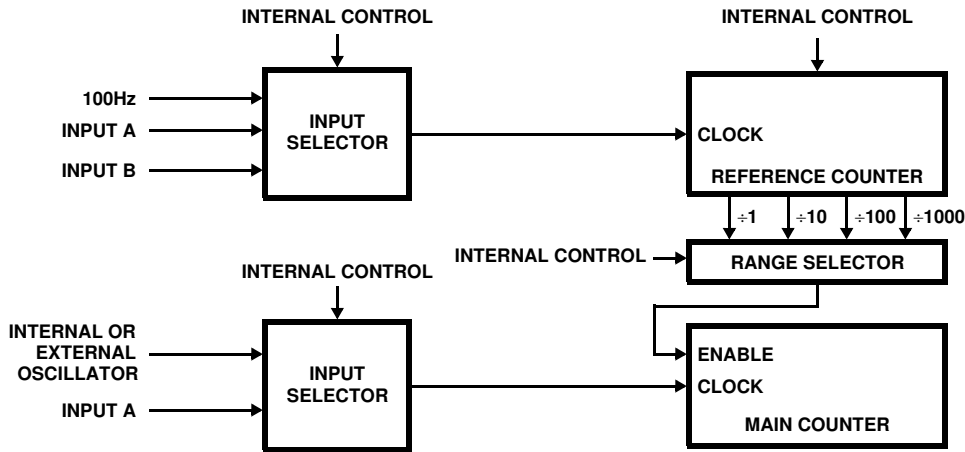 INTERNAL CONTROL
INTERNAL CONTROL
100Hz
INPUT A
INPUT B
INPUT
SELECTOR
CLOCK
REFERENCE COUNTER
÷1
÷10
÷100
÷1000
INTERNAL CONTROL
RANGE SELECTOR
INTERNAL CONTROL
INTERNAL OR
EXTERNAL
OSCILLATOR
INPUT A
INPUT
SELECTOR
ENABLE
CLOCK
MAIN COUNTER